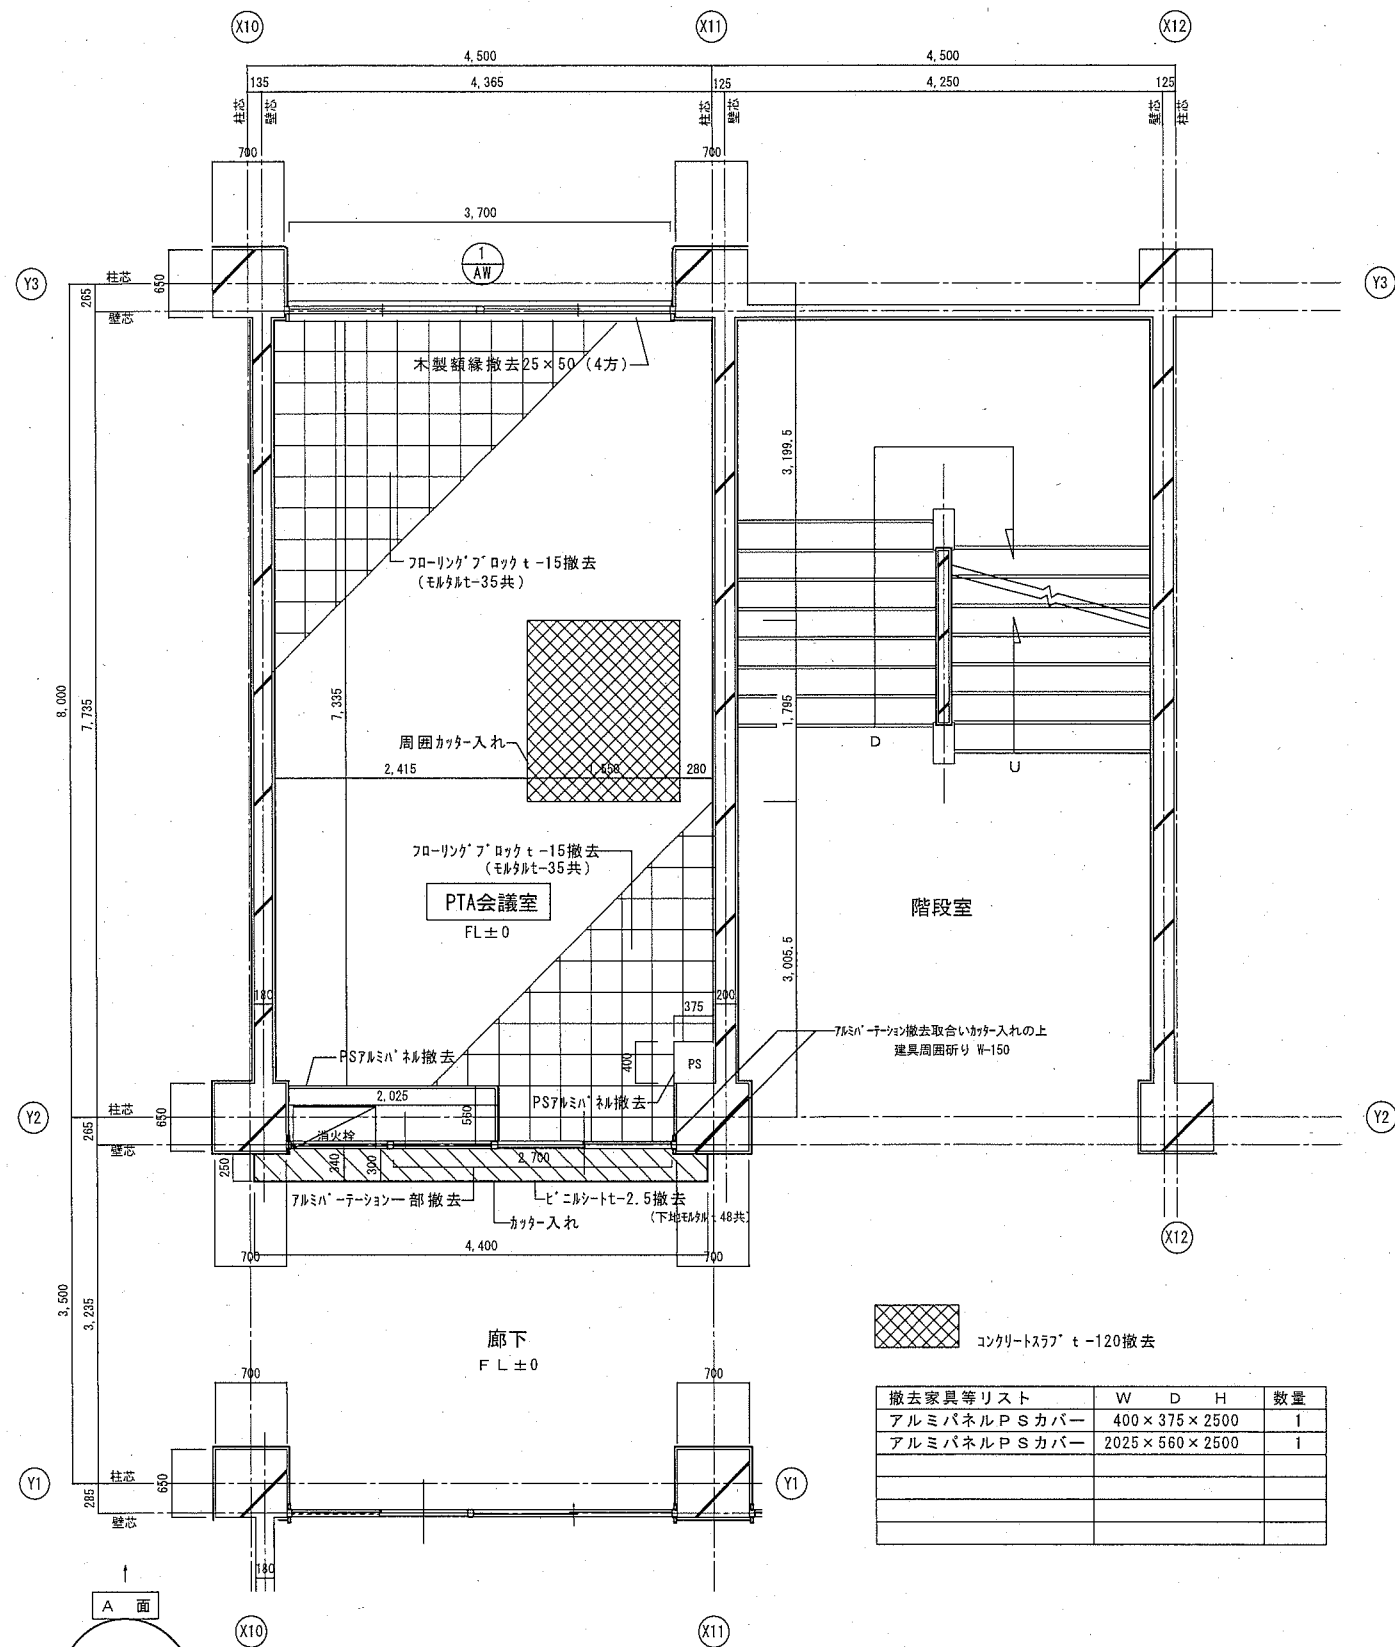 X10
X11
X12
4,500
4,500
135
4,365
125
4,250
125
柱芯
壁芯
柱芯
壁芯
壁芯
柱芯
700
700
3,700
1
AW
Y3
柱芯
650
265
壁芯
Y3
木製額縁撤去25×50 (4方)
3,199.5
フローリングブロックt-15撤去
(モルタルt-35共)
8,000
7,735
7,335
1,795
周囲カッター入れ
2,415
1,550
280
D
U
フローリングブロックt-15撤去
(モルタルt-35共)
PTA会議室
FL±0
階段室
3,005.5
180
375
200
アルミパーテーション撤去取合いカッター入れの上
建具周囲斫り W-150
PSアルミパネル撤去
400
PS
2,025
PSアルミパネル撤去
Y2
柱芯
650
265
壁芯
560
消火栓
Y2
250
240
300
2,700
アルミパーテーション一部撤去
ビニルシートt-2.5撤去
(下地モルタルt-48共)
カッター入れ
4,400
700
700
X12
3,500
3,235
廊下
FL±0
コンクリートスラブ t-120撤去
700
700
撤去家具等リスト W D H 数量
アルミパネルPSカバー 400×375×2500 1
アルミパネルPSカバー 2025×560×2500 1
Y1
柱芯
650
285
壁芯
Y1
180
A 面
X10
X11